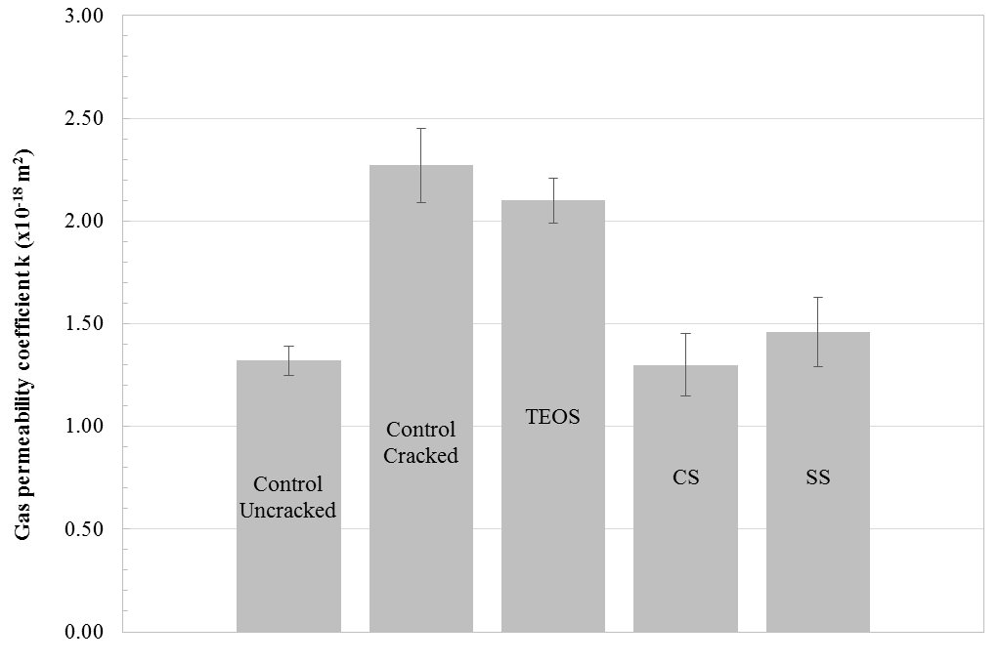 3.00
2.50
2.00
1.50
1.00
0.50
0.00
Gas permeability coefficient k (x10⁻¹⁸ m²)
Control
Uncracked
Control
Cracked
TEOS
CS
SS